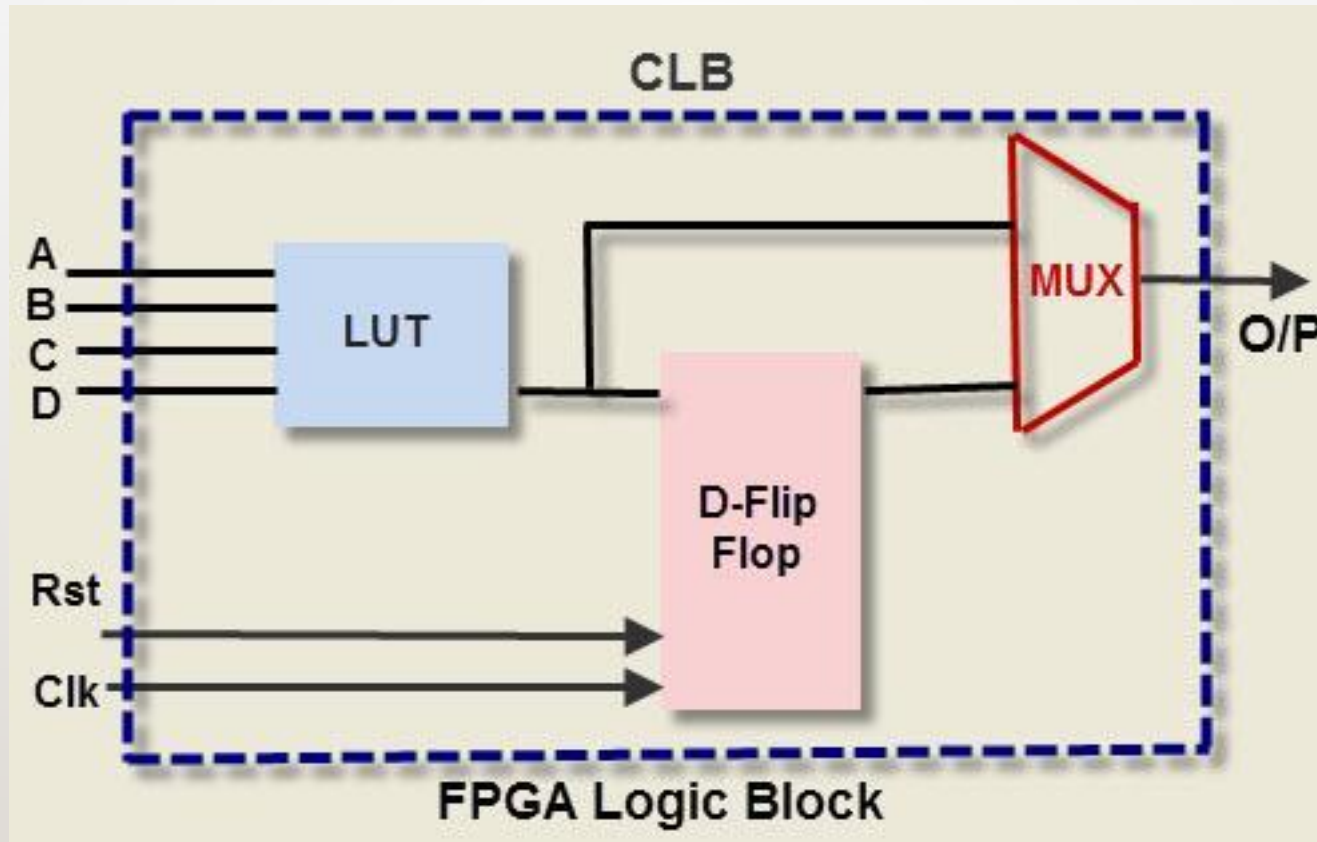 CLB
A
B
C
D
LUT
MUX
O/P
D-Flip
Flop
Rst
Clk
FPGA Logic Block